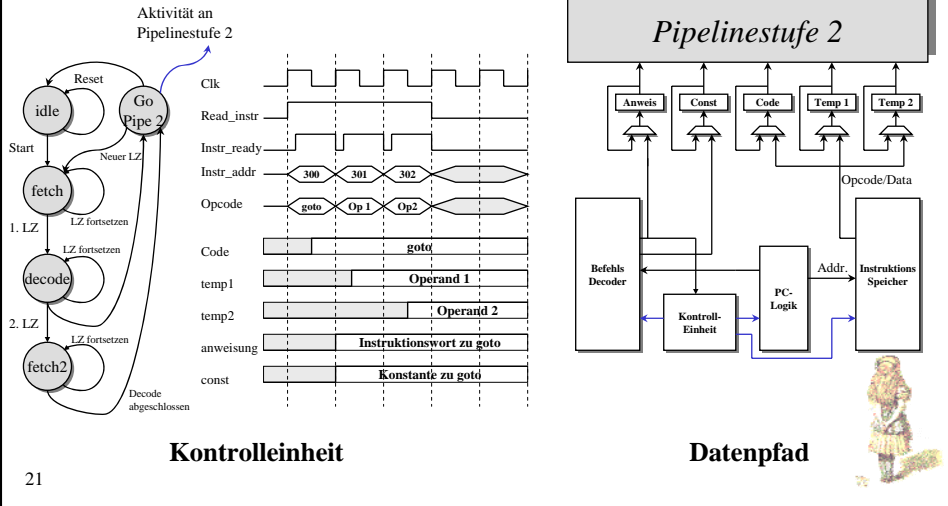 Aktivität an
Pipelinestufe 2
Reset
idle
Go
Pipe 2
Start
Neuer LZ
fetch
LZ fortsetzen
1. LZ
LZ fortsetzen
decode
2. LZ
LZ fortsetzen
fetch2
Decode
abgeschlossen
Clk
Read_instr
Instr_ready
Instr_addr
300
301
302
Opcode
goto
Op 1
Op2
Code
goto
temp1
Operand 1
temp2
Operand 2
anweisung
Instruktionswort zu goto
const
Konstante zu goto
Kontrolleinheit
Pipelinestufe 2
Anweis
Const
Code
Temp 1
Temp 2
Opcode/Data
Befehls
Decoder
Kontroll-
Einheit
PC-
Logik
Addr.
Instruktions
Speicher
Datenpfad
21